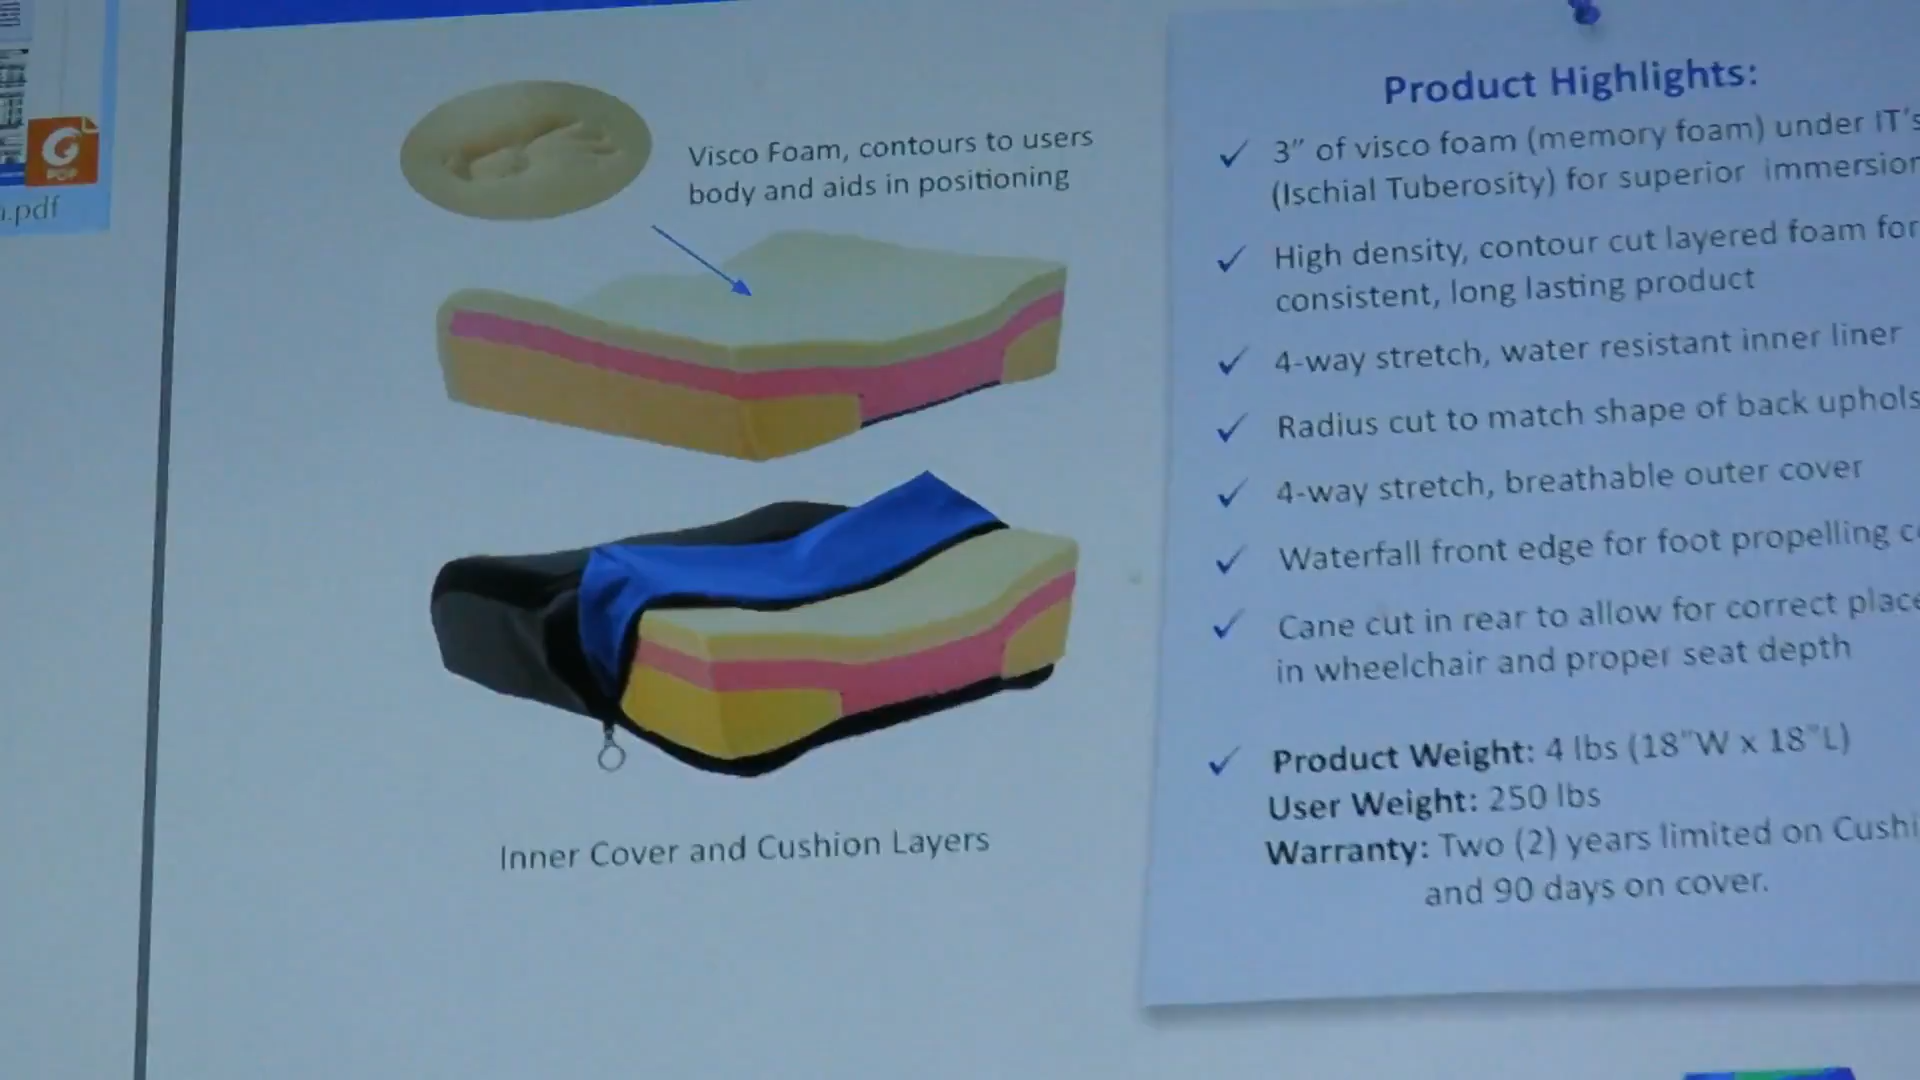 PDF
.pdf
Visco Foam, contours to users
body and aids in positioning
Inner Cover and Cushion Layers
Product Highlights:
✓ 3” of visco foam (memory foam) under IT's
(Ischial Tuberosity) for superior immersion
✓ High density, contour cut layered foam for
consistent, long lasting product
✓ 4-way stretch, water resistant inner liner
✓ Radius cut to match shape of back uphols
✓ 4-way stretch, breathable outer cover
✓ Waterfall front edge for foot propelling
✓ Cane cut in rear to allow for correct place
in wheelchair and proper seat depth
✓ Product Weight: 4 lbs (18"W x 18"L)
User Weight: 250 lbs
Warranty: Two (2) years limited on Cushi
and 90 days on cover.